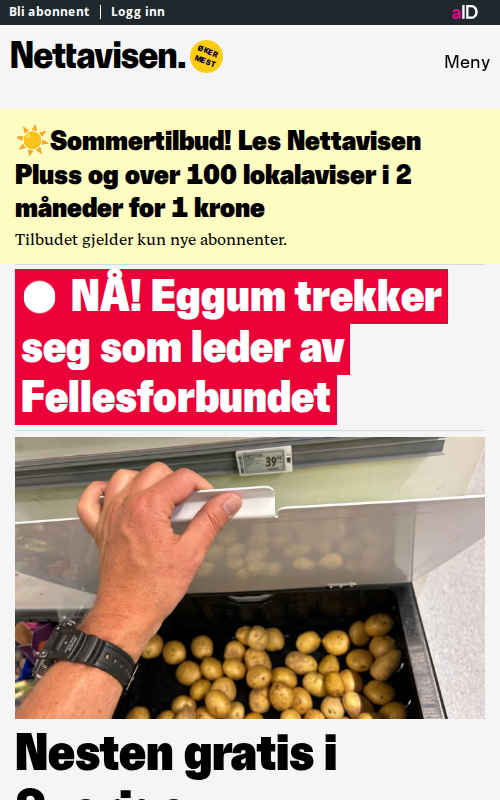 Bli abonnent | Logg inn
aID
Nettavisen.
ØKER
MEST
Meny
☀️Sommertilbud! Les Nettavisen
Pluss og over 100 lokalaviser i 2
måneder for 1 krone
Tilbudet gjelder kun nye abonnenter.
NÅ! Eggum trekker
seg som leder av
Fellesforbundet
39
Nesten gratis i